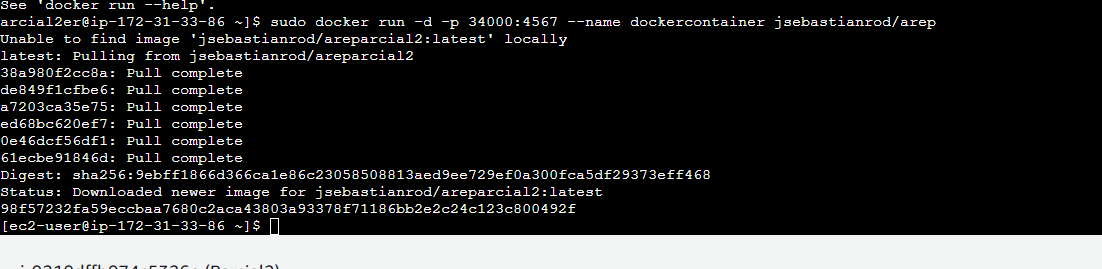 See 'docker run --help'.
arcial2er@ip-172-31-33-86 ~]$ sudo docker run -d -p 34000:4567 --name dockercontainer jsebastianrod/arep
Unable to find image 'jsebastianrod/areparcial2:latest' locally
latest: Pulling from jsebastianrod/areparcial2
38a980f2cc8a: Pull complete
de849f1cfbe6: Pull complete
a7203ca35e75: Pull complete
ed68bc620ef7: Pull complete
0e46dcf56df1: Pull complete
61ecbe91846d: Pull complete
Digest: sha256:9ebff1866d366ca1e86c23058508813aed9ee729ef0a300fca5df29373eff468
Status: Downloaded newer image for jsebastianrod/areparcial2:latest
98f57232fa59eccbaa7680c2aca43803a93378f71186bb2e2c24c123c800492f
[ec2-user@ip-172-31-33-86 ~]$